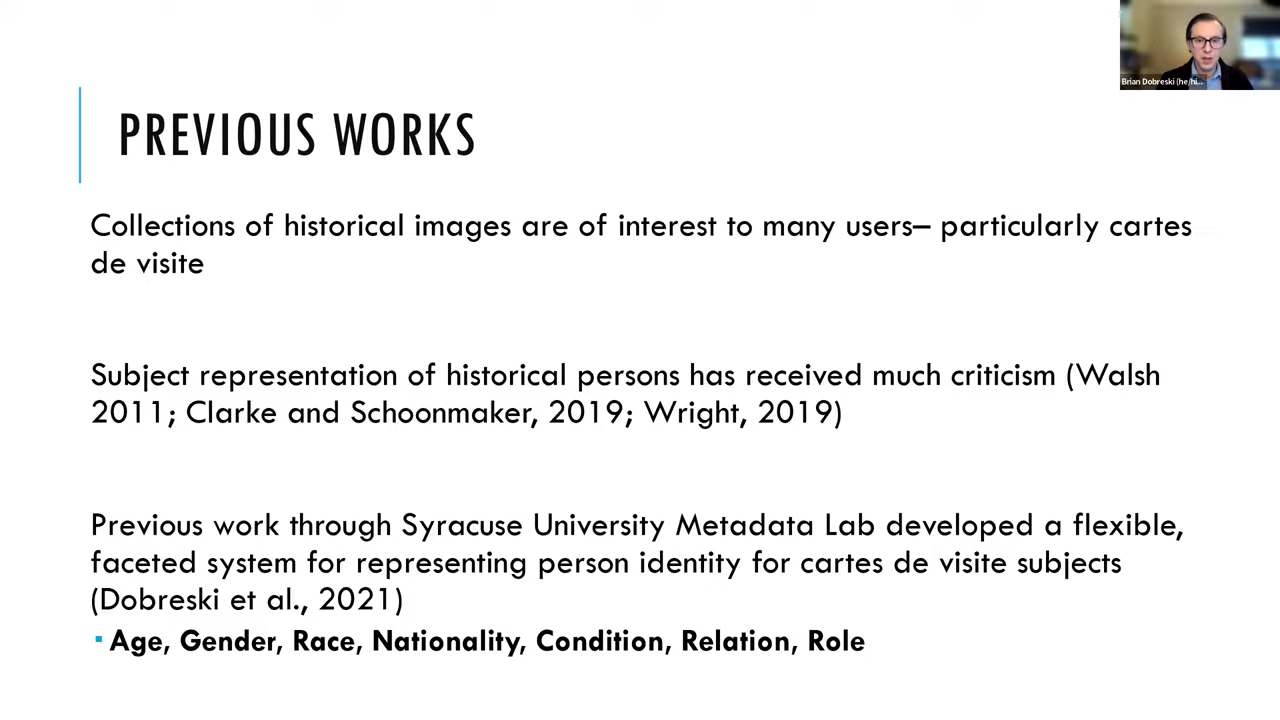 Brian Dobreski (he/hi...
PREVIOUS WORKS
Collections of historical images are of interest to many users– particularly cartes
de visite
Subject representation of historical persons has received much criticism (Walsh
2011; Clarke and Schoonmaker, 2019; Wright, 2019)
Previous work through Syracuse University Metadata Lab developed a flexible,
faceted system for representing person identity for cartes de visite subjects
(Dobreski et al., 2021)
▪ Age, Gender, Race, Nationality, Condition, Relation, Role